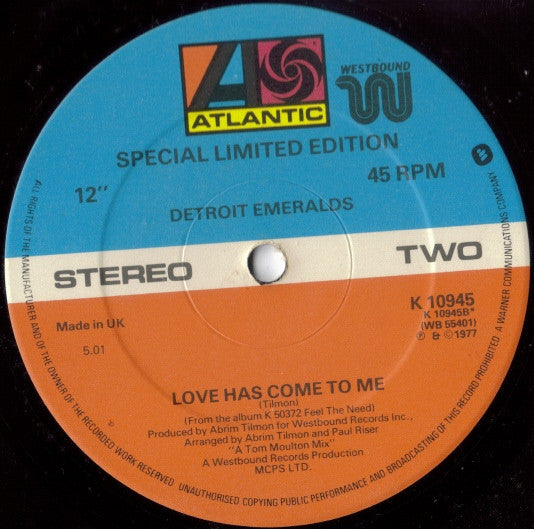 ATLANTIC
WESTBOUND
W
SPECIAL LIMITED EDITION
12" 45 RPM
DETROIT EMERALDS
STEREO TWO
Made in UK K 10945
K 10945B*
(WB 55401)
5.01 ℗ & ©1977
LOVE HAS COME TO ME
(Tilmon)
(From the album K 50372 Feel The Need)
Produced by Abrim Tilmon for Westbound Records Inc.,
Arranged by Abrim Tilmon and Paul Riser
"A Tom Moulton Mix"
A Westbound Records Production
MCPS LTD.
ALL RIGHTS OF THE MANUFACTURER AND OF THE OWNER OF THE RECORDED WORK RESERVED. UNAUTHORISED COPYING PUBLIC PERFORMANCE AND BROADCASTING OF THIS RECORD PROHIBITED. A WARNER COMMUNICATIONS COMPANY